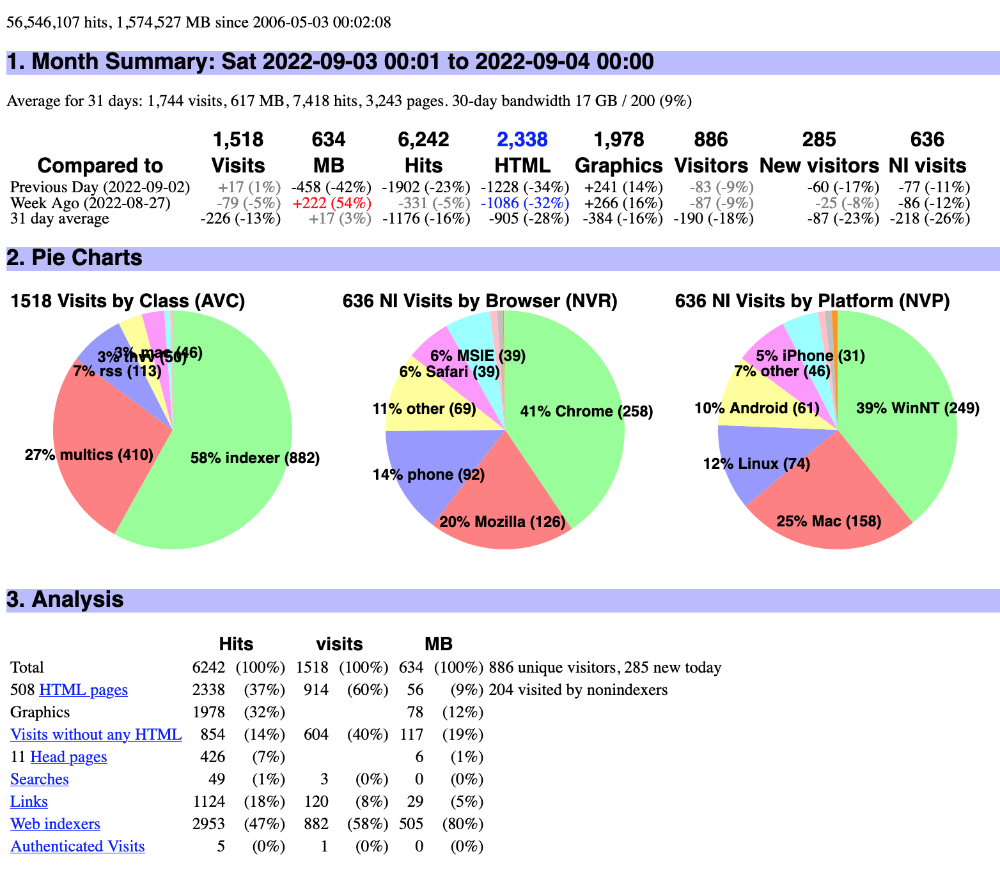 56,546,107 hits, 1,574,527 MB since 2006-05-03 00:02:08
1. Month Summary: Sat 2022-09-03 00:01 to 2022-09-04 00:00
Average for 31 days: 1,744 visits, 617 MB, 7,418 hits, 3,243 pages. 30-day bandwidth 17 GB / 200 (9%)
1,518 634 6,242 2,338 1,978 886 285 636
Compared to Visits MB Hits HTML Graphics Visitors New visitors NI visits
Previous Day (2022-09-02) +17 (1%) -458 (-42%) -1902 (-23%) -1228 (-34%) +241 (14%) -83 (-9%) -60 (-17%) -77 (-11%)
Week Ago (2022-08-27) -79 (-5%) +222 (54%) -331 (-5%) -1086 (-32%) +266 (16%) -87 (-9%) -25 (-8%) -86 (-12%)
31 day average -226 (-13%) +17 (3%) -1176 (-16%) -905 (-28%) -384 (-16%) -190 (-18%) -87 (-23%) -218 (-26%)
2. Pie Charts
1518 Visits by Class (AVC)
3% mac (46)
3% thvv (50)
7% rss (113)
27% multics (410)
58% indexer (882)
636 NI Visits by Browser (NVR)
6% MSIE (39)
6% Safari (39)
11% other (69)
41% Chrome (258)
14% phone (92)
20% Mozilla (126)
636 NI Visits by Platform (NVP)
5% iPhone (31)
7% other (46)
10% Android (61)
39% WinNT (249)
12% Linux (74)
25% Mac (158)
3. Analysis
Hits visits MB
Total 6242 (100%) 1518 (100%) 634 (100%) 886 unique visitors, 285 new today
508 HTML pages 2338 (37%) 914 (60%) 56 (9%) 204 visited by nonindexers
Graphics 1978 (32%) 78 (12%)
Visits without any HTML 854 (14%) 604 (40%) 117 (19%)
11 Head pages 426 (7%) 6 (1%)
Searches 49 (1%) 3 (0%) 0 (0%)
Links 1124 (18%) 120 (8%) 29 (5%)
Web indexers 2953 (47%) 882 (58%) 505 (80%)
Authenticated Visits 5 (0%) 1 (0%) 0 (0%)